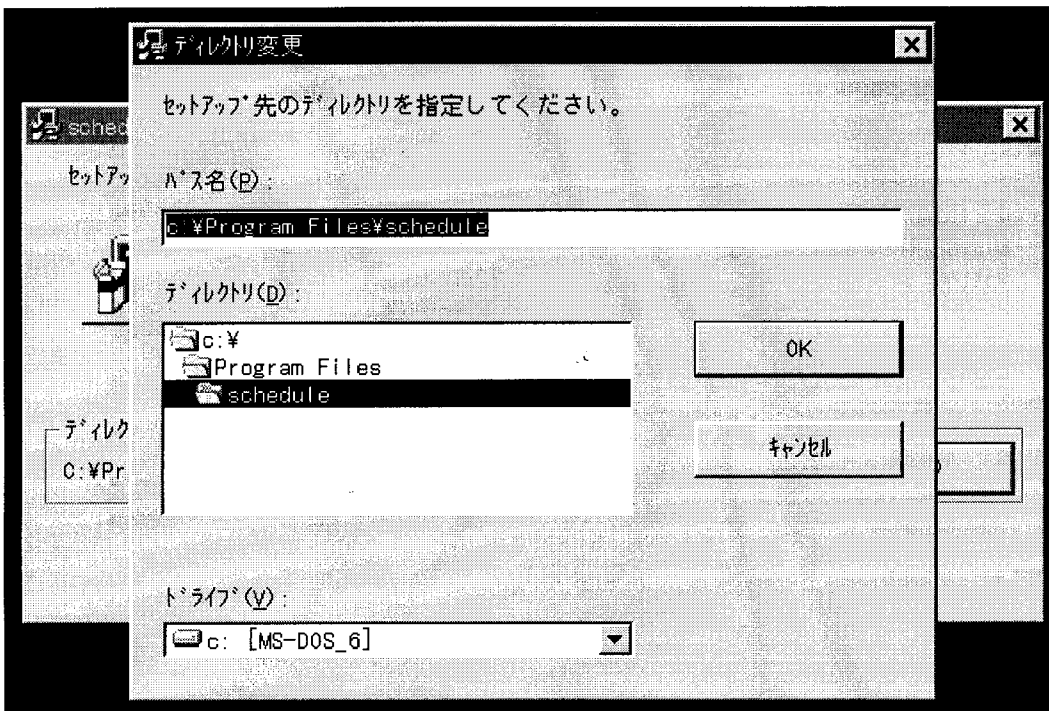 ﾃﾞｨﾚｸﾄﾘ変更
ｾｯﾄｱｯﾌﾟ先のﾃﾞｨﾚｸﾄﾘを指定してください。
sched
ｾｯﾄｱｯ
ﾊﾟｽ名(P):
c:¥Program Files¥schedule
ﾃﾞｨﾚｸﾄﾘ(D):
c:¥
Program Files
schedule
OK
ｷｬﾝｾﾙ
ﾃﾞｨﾚｸ
C:¥Pr
ﾄﾞﾗｲﾌﾞ(V):
c: [MS-DOS_6]